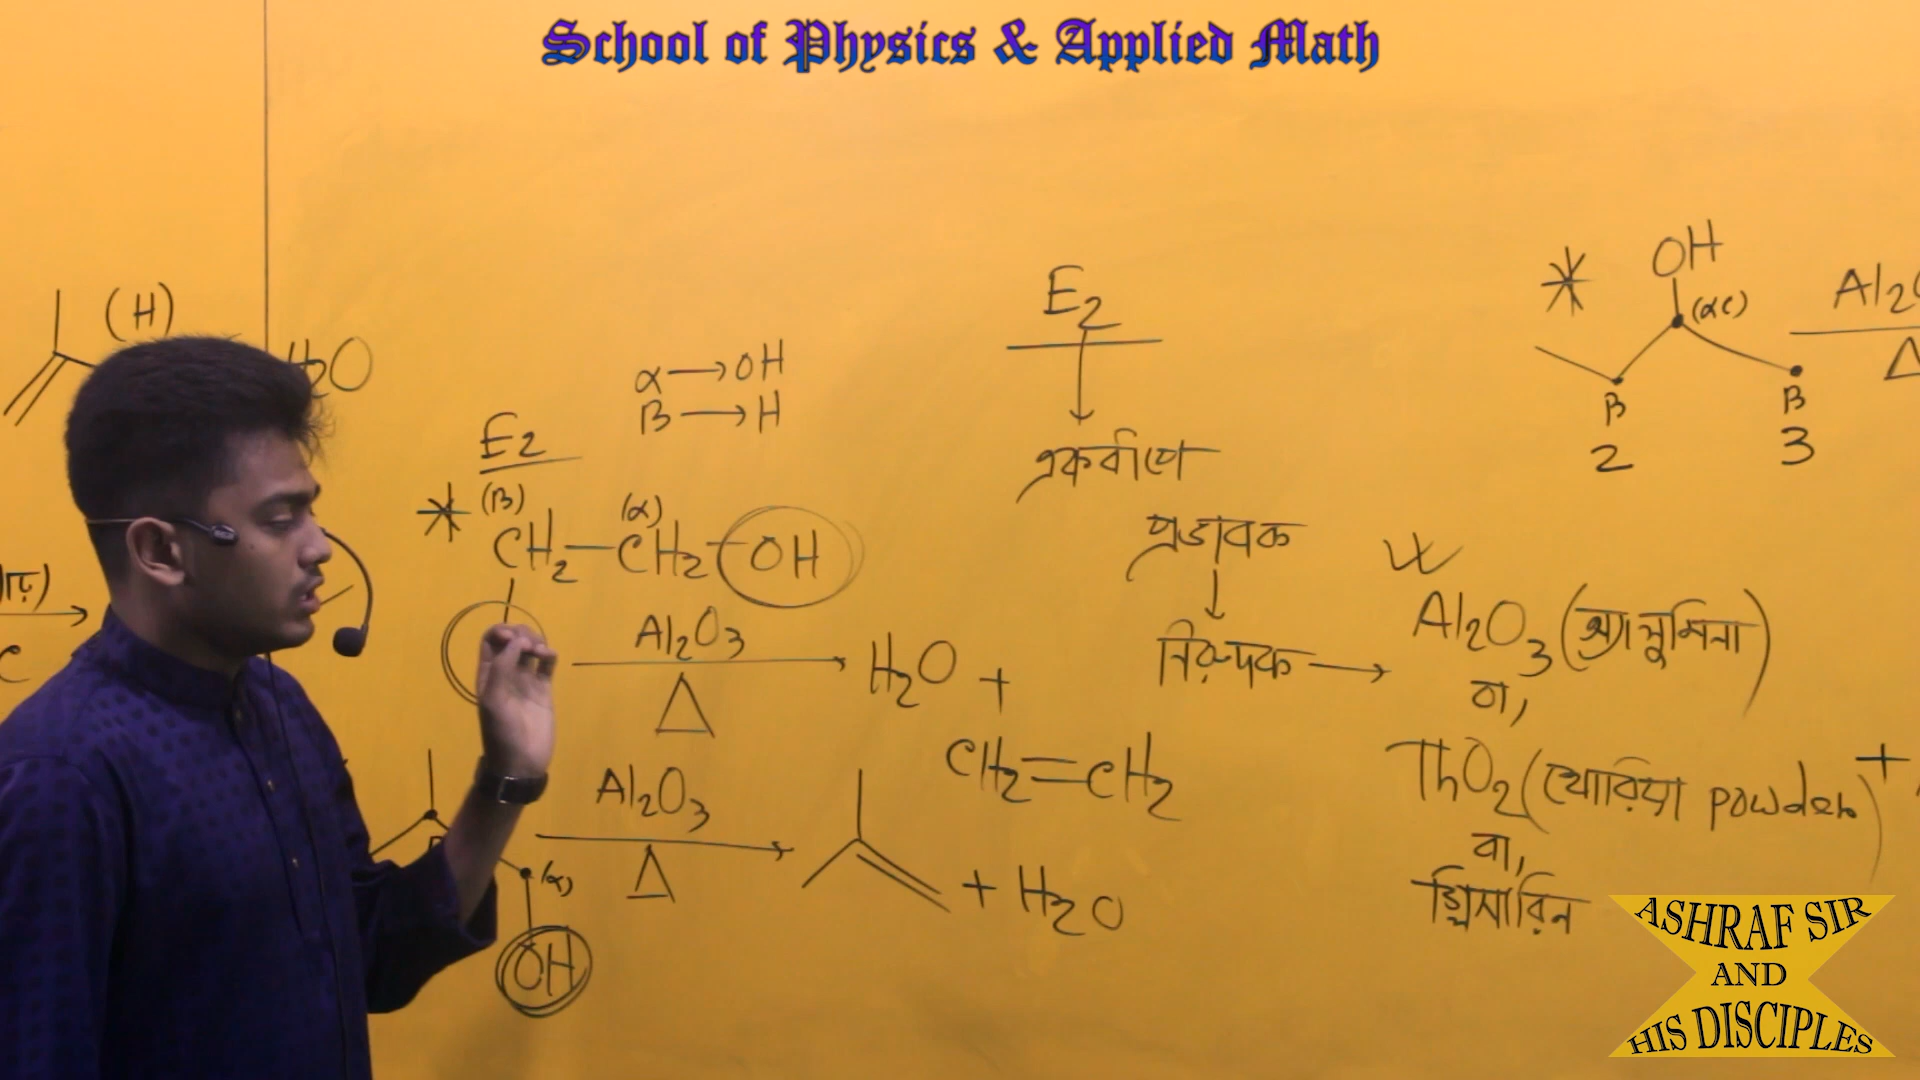 School of Physics & Applied Math
(H)
H2O
α → OH
β → H
E2
(β) (α)
CH2 — CH2 — OH
Al2O3
Δ
H2O +
CH2=CH2
Al2O3
Δ
(α)
OH
+ H2O
E2
একধাপে
প্রভাবক
নিরুদক →
Al2O3 (অ্যালুমিনা)
বা,
ThO2 (থোরিয়া powder) +
বা,
গ্লিসারিন
OH
(αC)
β
2
β
3
Δ
ASHRAF SIR
AND
HIS DISCIPLES